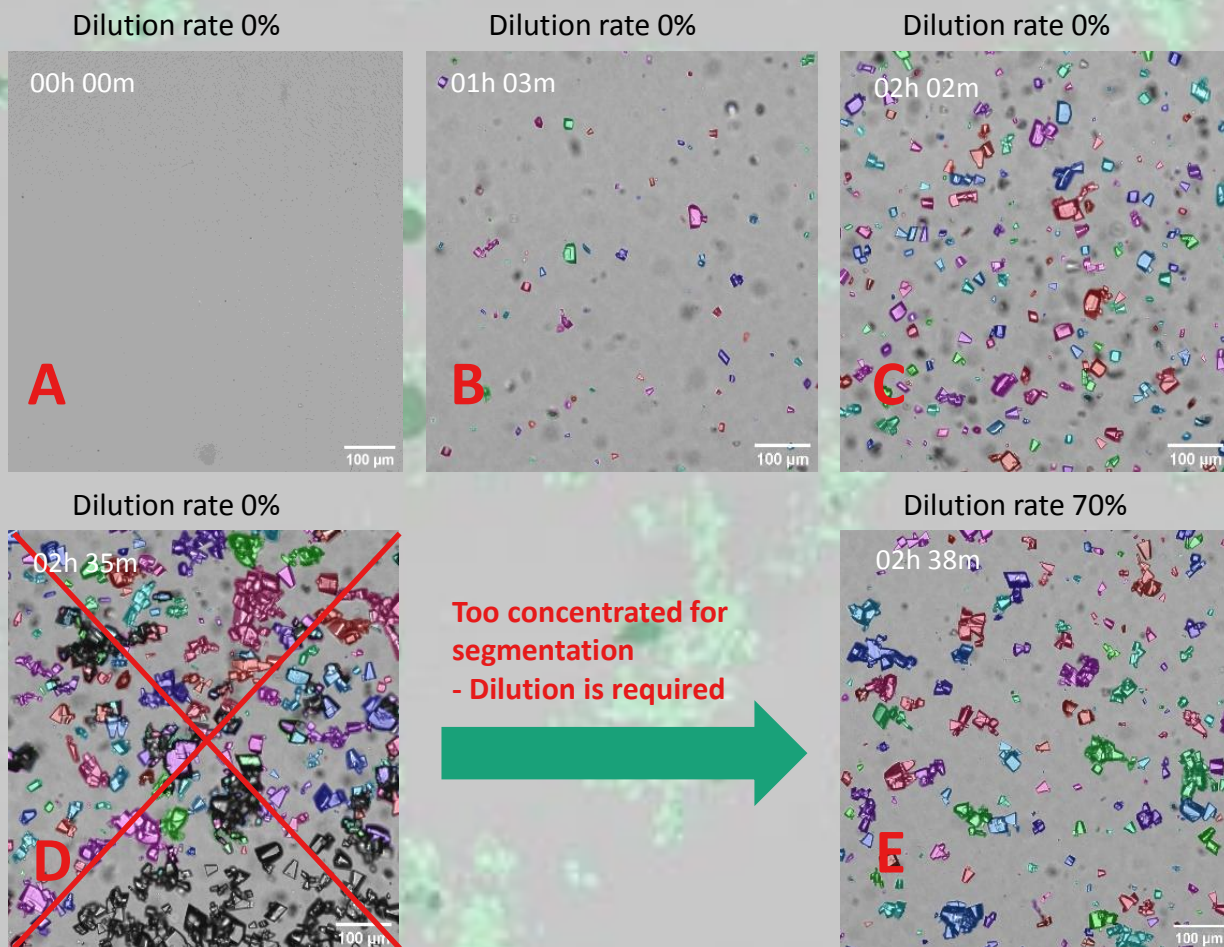 Dilution rate 0%
Dilution rate 0%
Dilution rate 0%
00h 00m
01h 03m
02h 02m
A
B
C
100 µm
100 µm
100 µm
Dilution rate 0%
Dilution rate 70%
02h 35m
02h 38m
Too concentrated for
segmentation
- Dilution is required
D
E
100 µm
100 µm